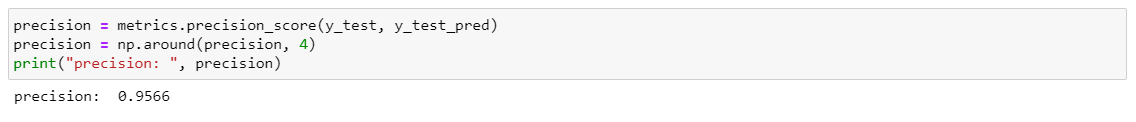 precision = metrics.precision_score(y_test, y_test_pred)
precision = np.around(precision, 4)
print("precision: ", precision)
precision:  0.9566